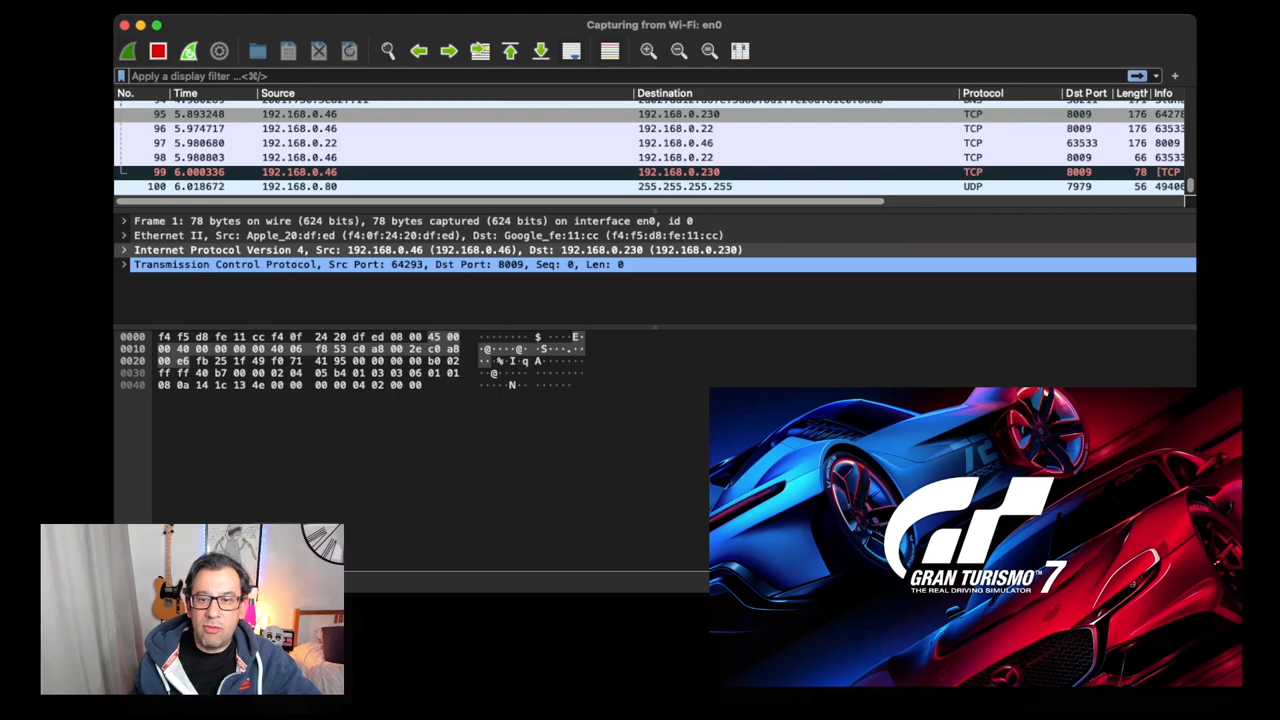 Capturing from Wi-Fi: en0
Apply a display filter ...<⌘/>
No. Time Source Destination Protocol Dst Port Length Info
95 5.893248 192.168.0.46 192.168.0.230 TCP 8009 176 64278
96 5.974717 192.168.0.46 192.168.0.22 TCP 8009 176 63533
97 5.980680 192.168.0.22 192.168.0.46 TCP 63533 176 8009
98 5.980803 192.168.0.46 192.168.0.22 TCP 8009 66 63533
99 6.000336 192.168.0.46 192.168.0.230 TCP 8009 78 [TCP
100 6.018672 192.168.0.80 255.255.255.255 UDP 7979 56 49406
Frame 1: 78 bytes on wire (624 bits), 78 bytes captured (624 bits) on interface en0, id 0
Ethernet II, Src: Apple_20:df:ed (f4:0f:24:20:df:ed), Dst: Google_fe:11:cc (f4:f5:d8:fe:11:cc)
Internet Protocol Version 4, Src: 192.168.0.46 (192.168.0.46), Dst: 192.168.0.230 (192.168.0.230)
Transmission Control Protocol, Src Port: 64293, Dst Port: 8009, Seq: 0, Len: 0
0000 f4 f5 d8 fe 11 cc f4 0f 24 20 df ed 08 00 45 00 ········ $ ····E·
0010 00 40 00 00 00 00 40 06 f8 53 c0 a8 00 2e c0 a8 ·@····@· ·S···.··
0020 00 e6 fb 25 1f 49 f0 71 41 95 00 00 00 00 b0 02 ···%·I·q A·······
0030 ff ff 40 b7 00 00 02 04 05 b4 01 03 03 06 01 01 ··@····· ········
0040 08 0a 14 1c 13 4e 00 00 00 00 04 02 00 00 ·····N·· ······
GT
GRAN TURISMO™ 7
THE REAL DRIVING SIMULATOR